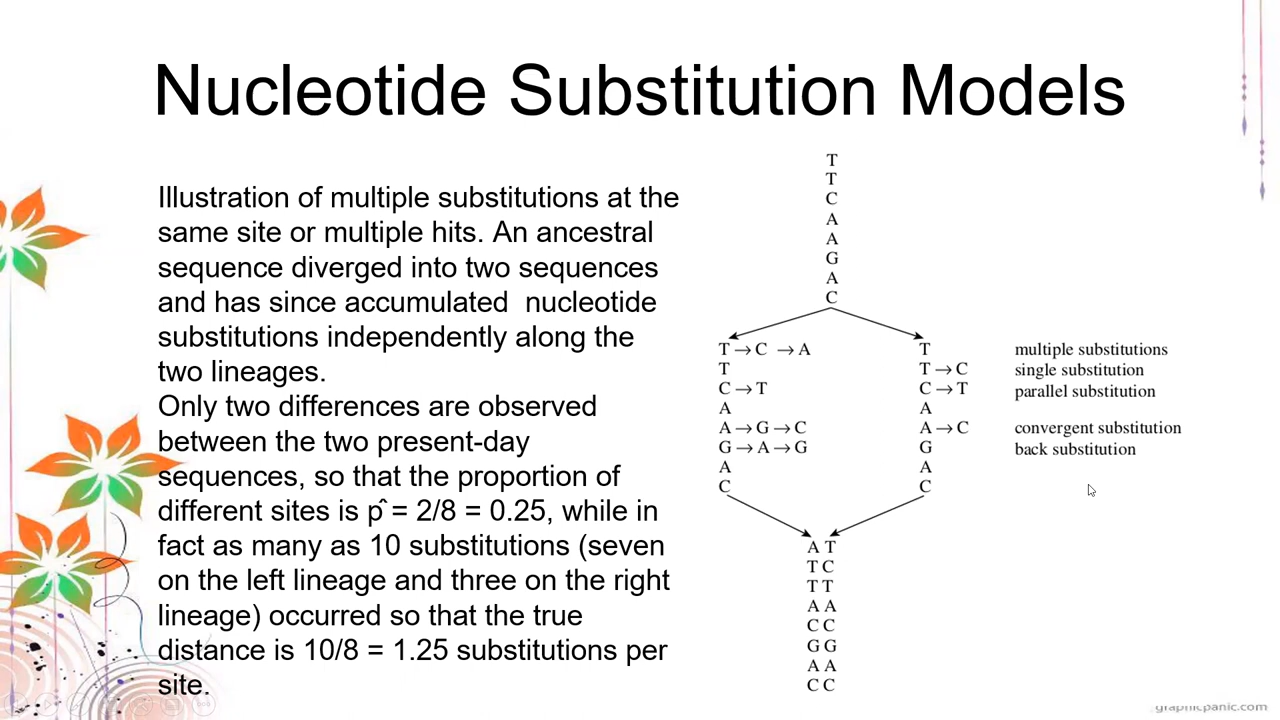 Nucleotide Substitution Models
Illustration of multiple substitutions at the
same site or multiple hits. An ancestral
sequence diverged into two sequences
and has since accumulated  nucleotide
substitutions independently along the
two lineages.
Only two differences are observed
between the two present-day
sequences, so that the proportion of
different sites is p̂ = 2/8 = 0.25, while in
fact as many as 10 substitutions (seven
on the left lineage and three on the right
lineage) occurred so that the true
distance is 10/8 = 1.25 substitutions per
site.
T
T
C
A
A
G
A
C
T→C →A T multiple substitutions
T T→C single substitution
C→T C→T parallel substitution
A A
A→G→C A→C convergent substitution
G→A→G G back substitution
A A
C C
A T
T C
T T
A A
C C
G G
A A
C C
graphicpanic.com